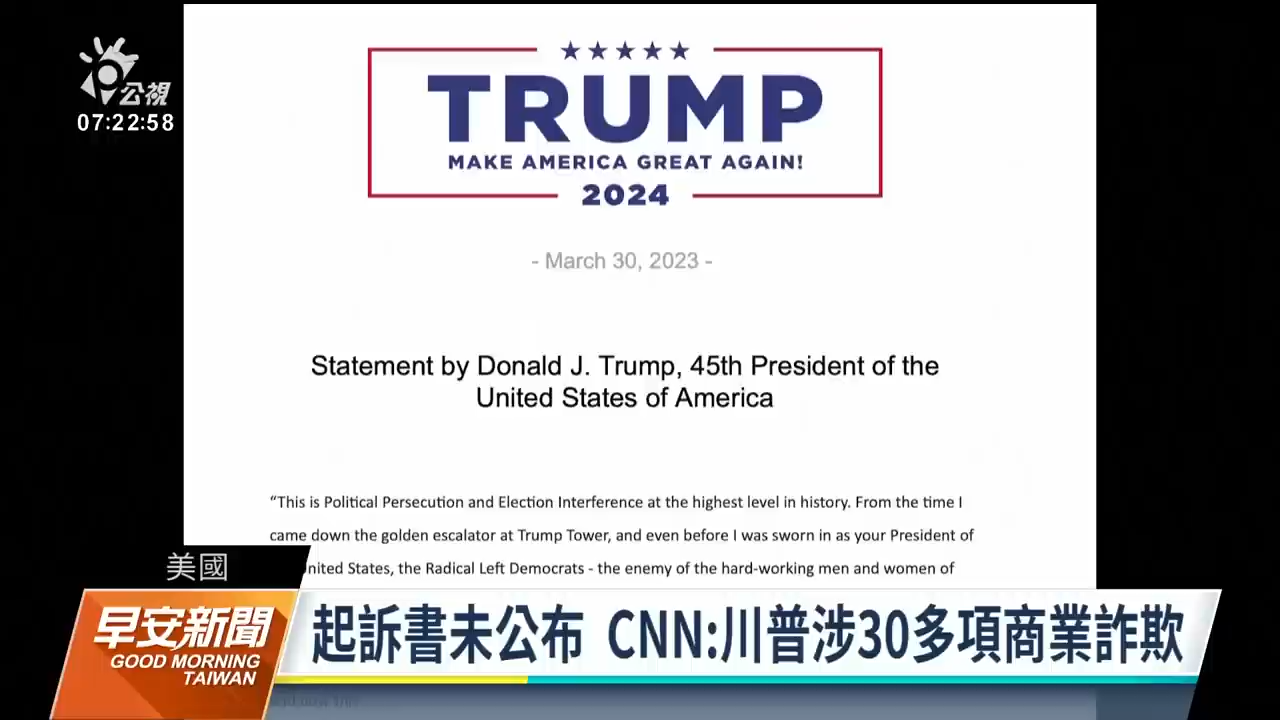 公視
07:22:58
TRUMP
MAKE AMERICA GREAT AGAIN!
2024
- March 30, 2023 -
Statement by Donald J. Trump, 45th President of the
United States of America
“This is Political Persecution and Election Interference at the highest level in history. From the time I
came down the golden escalator at Trump Tower, and even before I was sworn in as your President of
nited States, the Radical Left Democrats - the enemy of the hard-working men and women of
美國
早安新聞
GOOD MORNING
TAIWAN
起訴書未公布 CNN:川普涉30多項商業詐欺